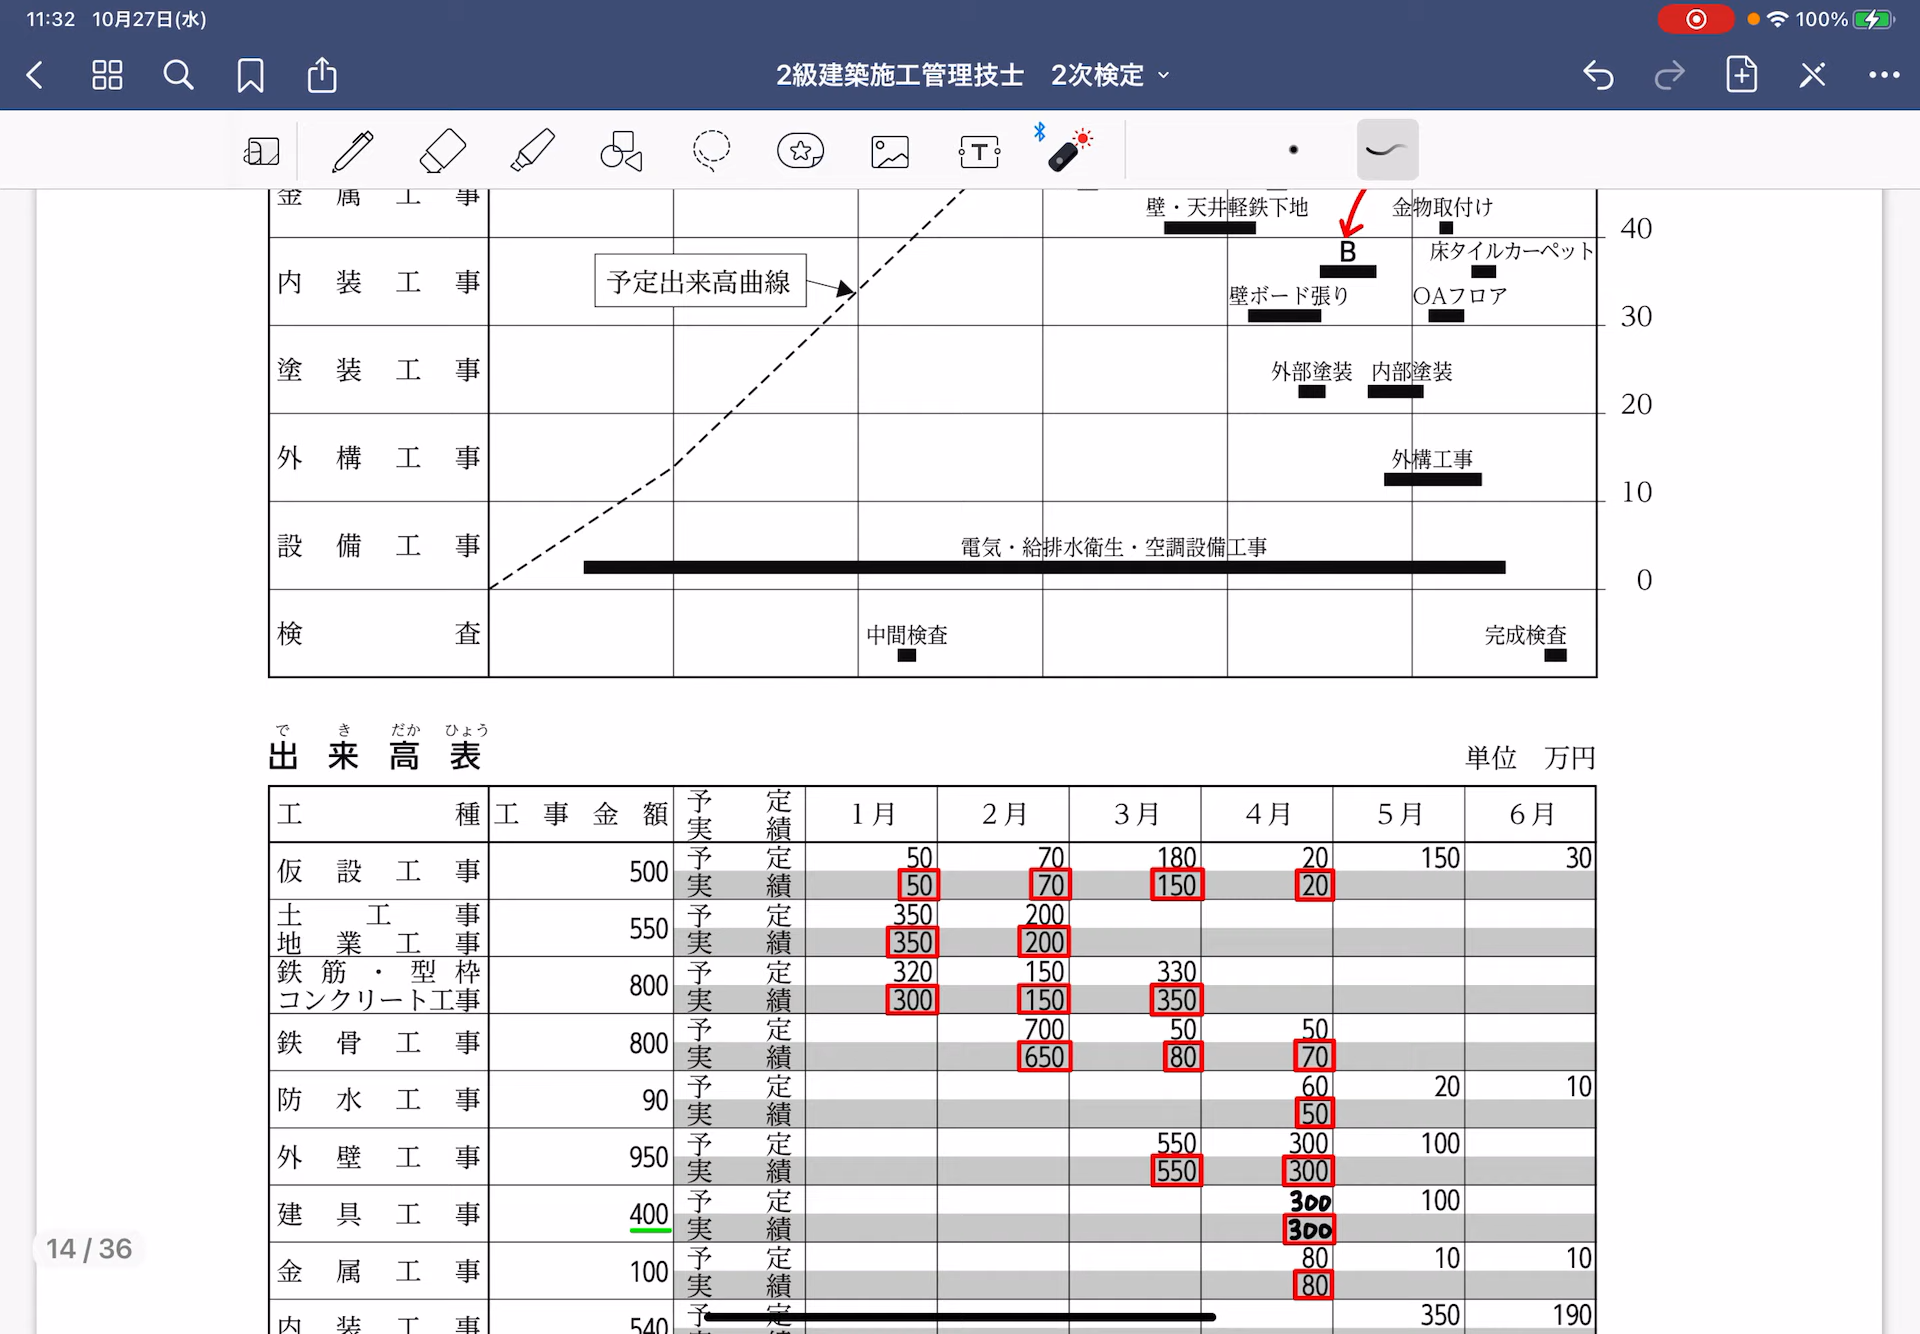 11:32 10月27日(水)
100%
2級建築施工管理技士 2次検定
金属工事
壁・天井軽鉄下地
金物取付け
40
B
床タイルカーペット
内装工事
予定出来高曲線
壁ボード張り
OAフロア
30
塗装工事
外部塗装
内部塗装
20
外構工事
外構工事
10
設備工事
電気・給排水衛生・空調設備工事
0
検査
中間検査
完成検査
で き だか ひょう
出来高表
単位 万円
工種 工事金額 予定 実績 1月 2月 3月 4月 5月 6月
仮設工事 500 予定 50 70 180 20 150 30
実績 50 70 150 20
土工事 550 予定 350 200
地業工事 実績 350 200
鉄筋・型枠 800 予定 320 150 330
コンクリート工事 実績 300 150 350
鉄骨工事 800 予定 700 50 50
実績 650 80 70
防水工事 90 予定 60 20 10
実績 50
外壁工事 950 予定 550 300 100
実績 550 300
建具工事 400 予定 300 100
実績 300
金属工事 100 予定 80 10 10
実績 80
内装工事 540 予定 350 190
14 / 36